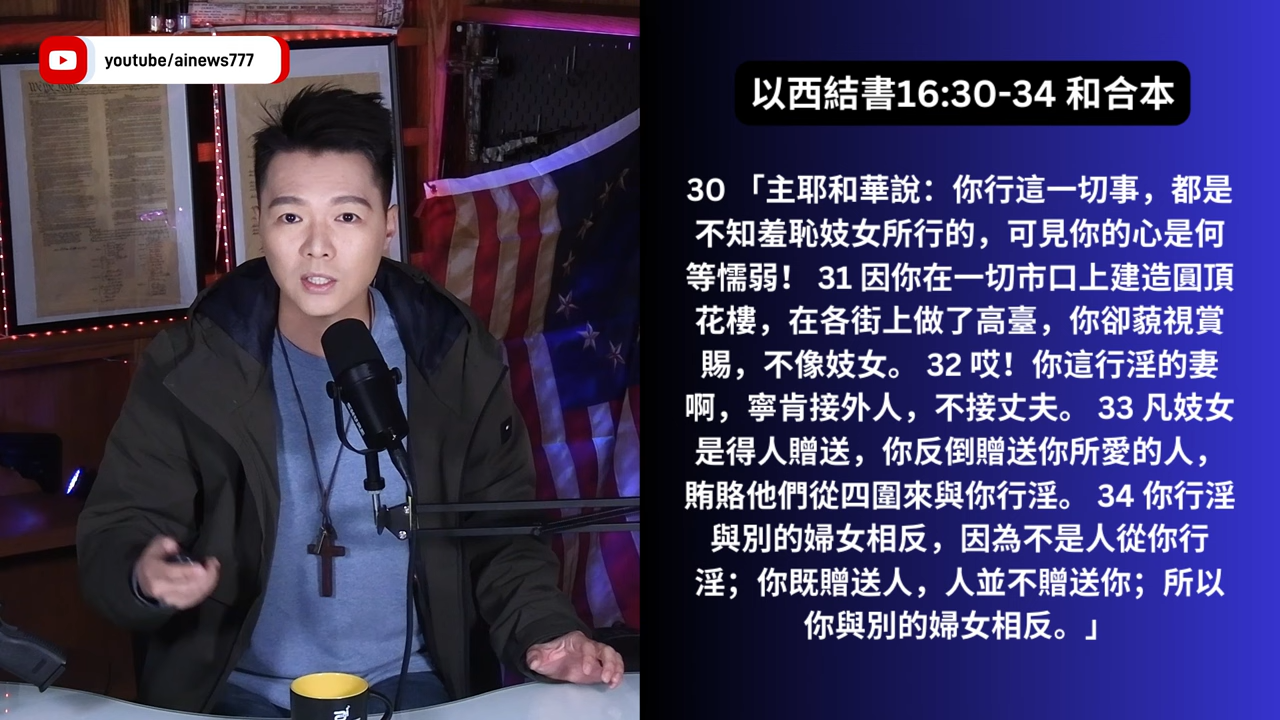 youtube/ainews777
以西結書16:30-34 和合本
30 「主耶和華說：你行這一切事，都是
不知羞恥妓女所行的，可見你的心是何
等懦弱！ 31 因你在一切市口上建造圓頂
花樓，在各街上做了高臺，你卻藐視賞
賜，不像妓女。 32 哎！你這行淫的妻
啊，寧肯接外人，不接丈夫。 33 凡妓女
是得人贈送，你反倒贈送你所愛的人，
賄賂他們從四圍來與你行淫。 34 你行淫
與別的婦女相反，因為不是人從你行
淫；你既贈送人，人並不贈送你；所以
你與別的婦女相反。」